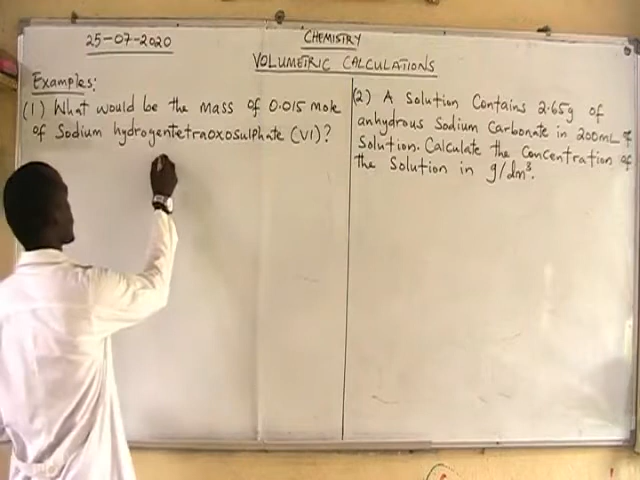 25-07-2020
CHEMISTRY
VOLUMETRIC CALCULATIONS
Examples:
(1) What would be the mass of 0.015 mole
of Sodium hydrogentetraoxosulphate (VI)?
(2) A Solution Contains 2.65g of
anhydrous Sodium Carbonate in 200mL of
Solution. Calculate the Concentration of
the Solution in g/dm³.